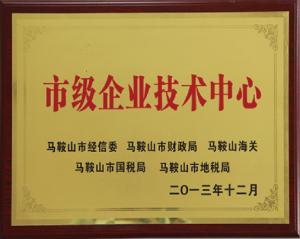 市级企业技术中心
马鞍山市经信委 马鞍山市财政局 马鞍山海关
马鞍山市国税局 马鞍山市地税局
二〇一三年十二月